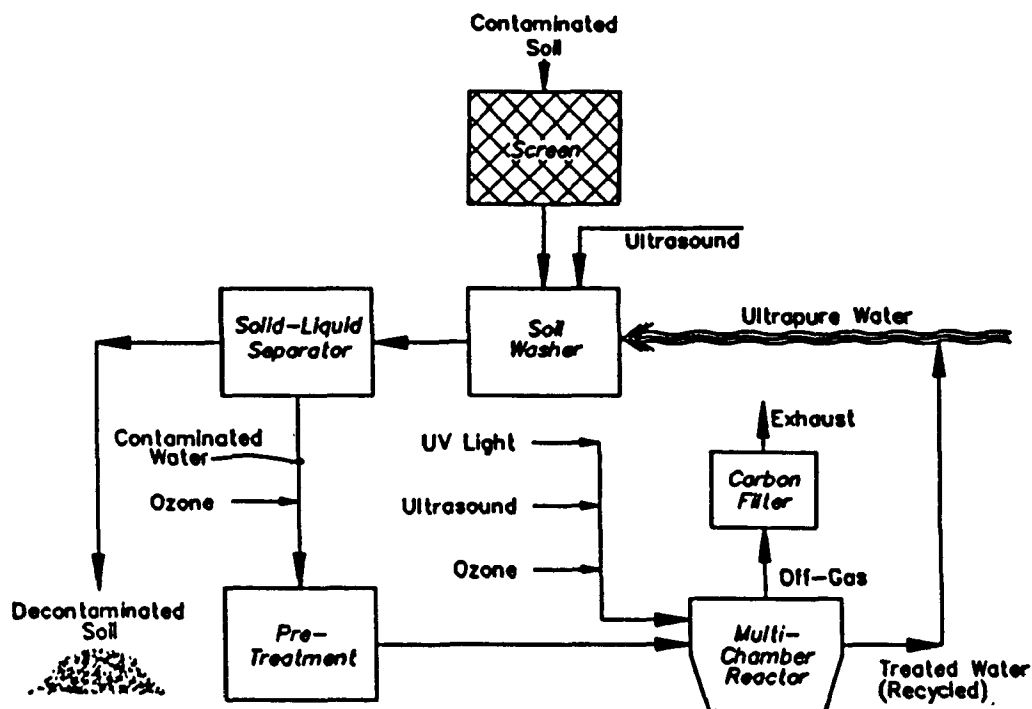 Contaminated
Soil
Screen
Ultrasound
Solid-Liquid
Separator
Soil
Washer
Ultrapure Water
Contaminated
Water
Ozone
UV Light
Ultrasound
Ozone
Exhaust
Carbon
Filter
Off-Gas
Decontaminated
Soil
Pre-
Treatment
Multi-
Chamber
Reactor
Treated Water
(Recycled)